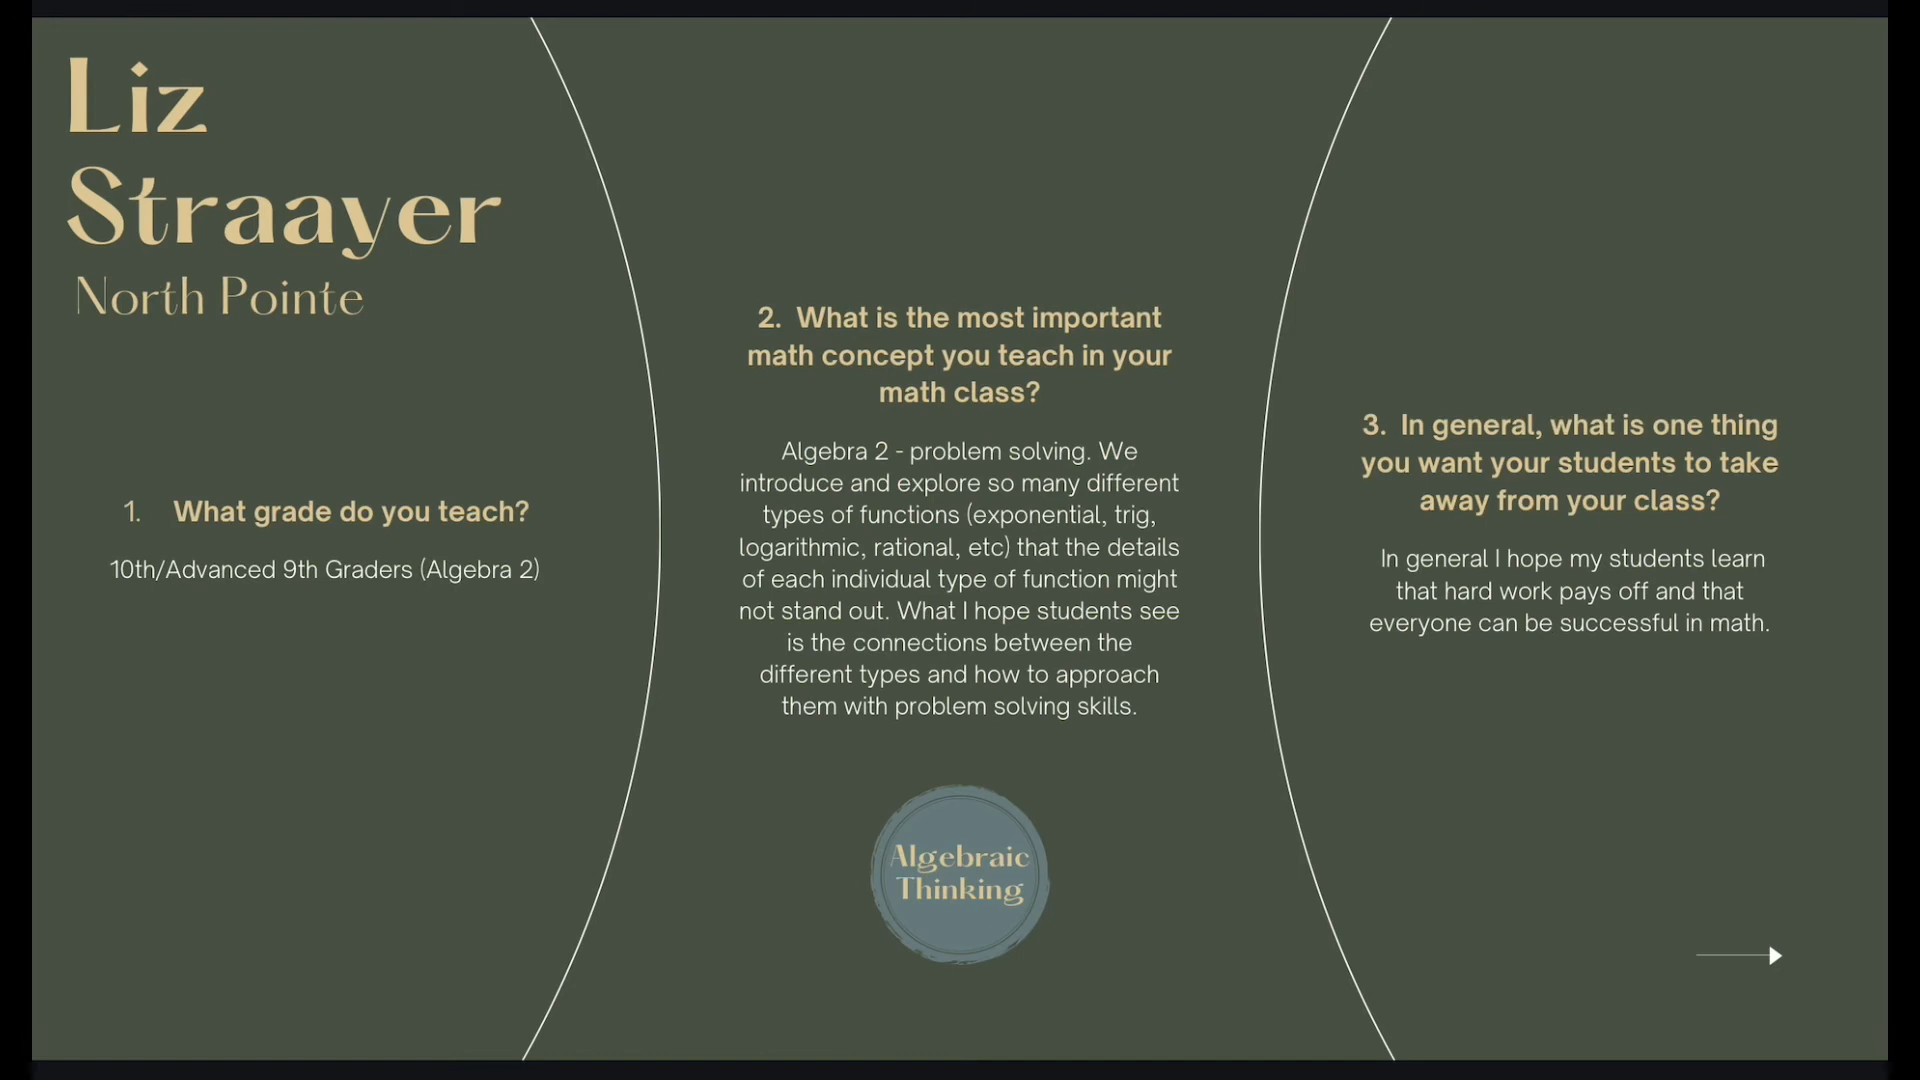 Liz
Straayer
North Pointe
1. What grade do you teach?
10th/Advanced 9th Graders (Algebra 2)
2. What is the most important
math concept you teach in your
math class?
Algebra 2 - problem solving. We
introduce and explore so many different
types of functions (exponential, trig,
logarithmic, rational, etc) that the details
of each individual type of function might
not stand out. What I hope students see
is the connections between the
different types and how to approach
them with problem solving skills.
Algebraic
Thinking
3. In general, what is one thing
you want your students to take
away from your class?
In general I hope my students learn
that hard work pays off and that
everyone can be successful in math.